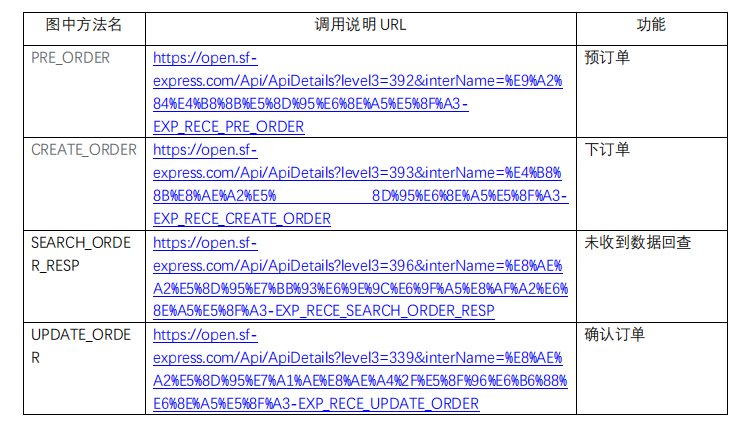 图中方法名 调用说明 URL 功能
PRE_ORDER https://open.sf- 预订单
express.com/Api/ApiDetails?level3=392&interName=%E9%A2%
84%E4%B8%8B%E5%8D%95%E6%8E%A5%E5%8F%A3-
EXP_RECE_PRE_ORDER
CREATE_ORDER https://open.sf- 下订单
express.com/Api/ApiDetails?level3=393&interName=%E4%B8%
8B%E8%AE%A2%E5% 8D%95%E6%8E%A5%E5%8F%A3-
EXP_RECE_CREATE_ORDER
SEARCH_ORDE https://open.sf- 未收到数据回查
R_RESP express.com/Api/ApiDetails?level3=396&interName=%E8%AE%
A2%E5%8D%95%E7%BB%93%E6%9E%9C%E6%9F%A5%E8%AF%A2%E6%
8E%A5%E5%8F%A3-EXP_RECE_SEARCH_ORDER_RESP
UPDATE_ORDE https://open.sf- 确认订单
R express.com/Api/ApiDetails?level3=339&interName=%E8%AE%
A2%E5%8D%95%E7%A1%AE%E8%AE%A4%2F%E5%8F%96%E6%B6%88%
E6%8E%A5%E5%8F%A3-EXP_RECE_UPDATE_ORDER